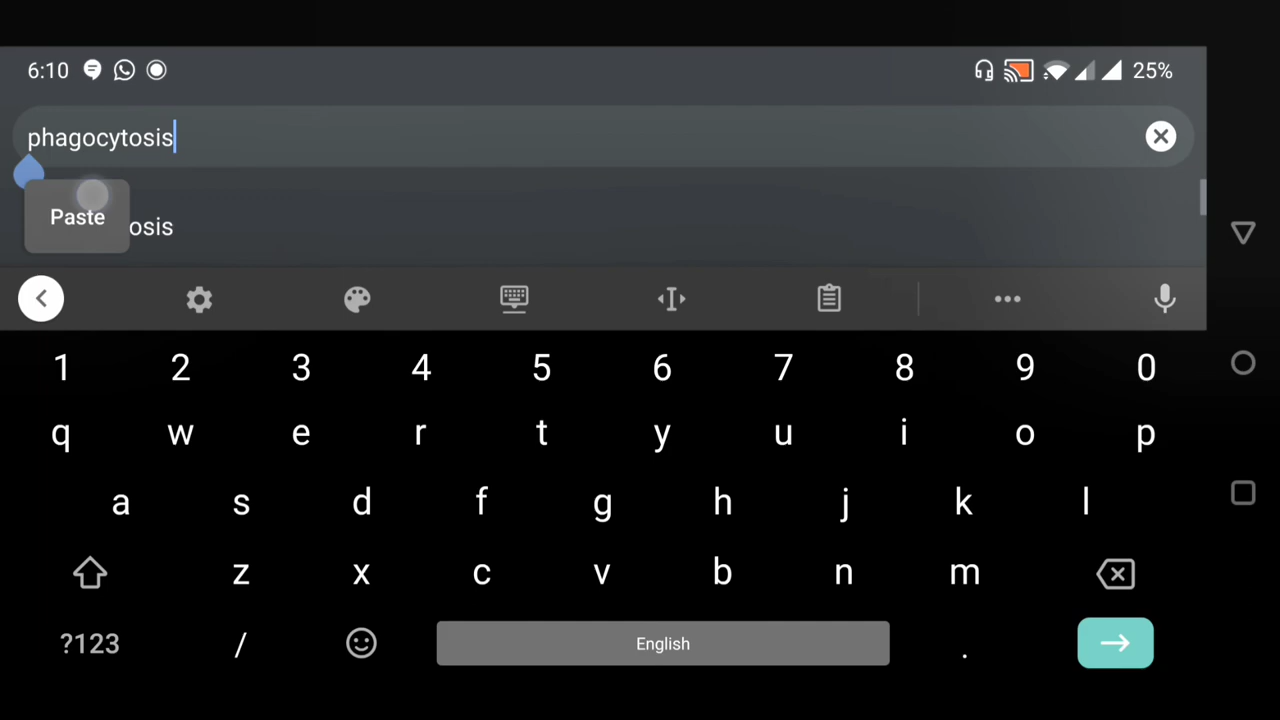 6:10 25%
phagocytosis
Paste osis
1 2 3 4 5 6 7 8 9 0
q w e r t y u i o p
a s d f g h j k l
z x c v b n m
?123 / English .